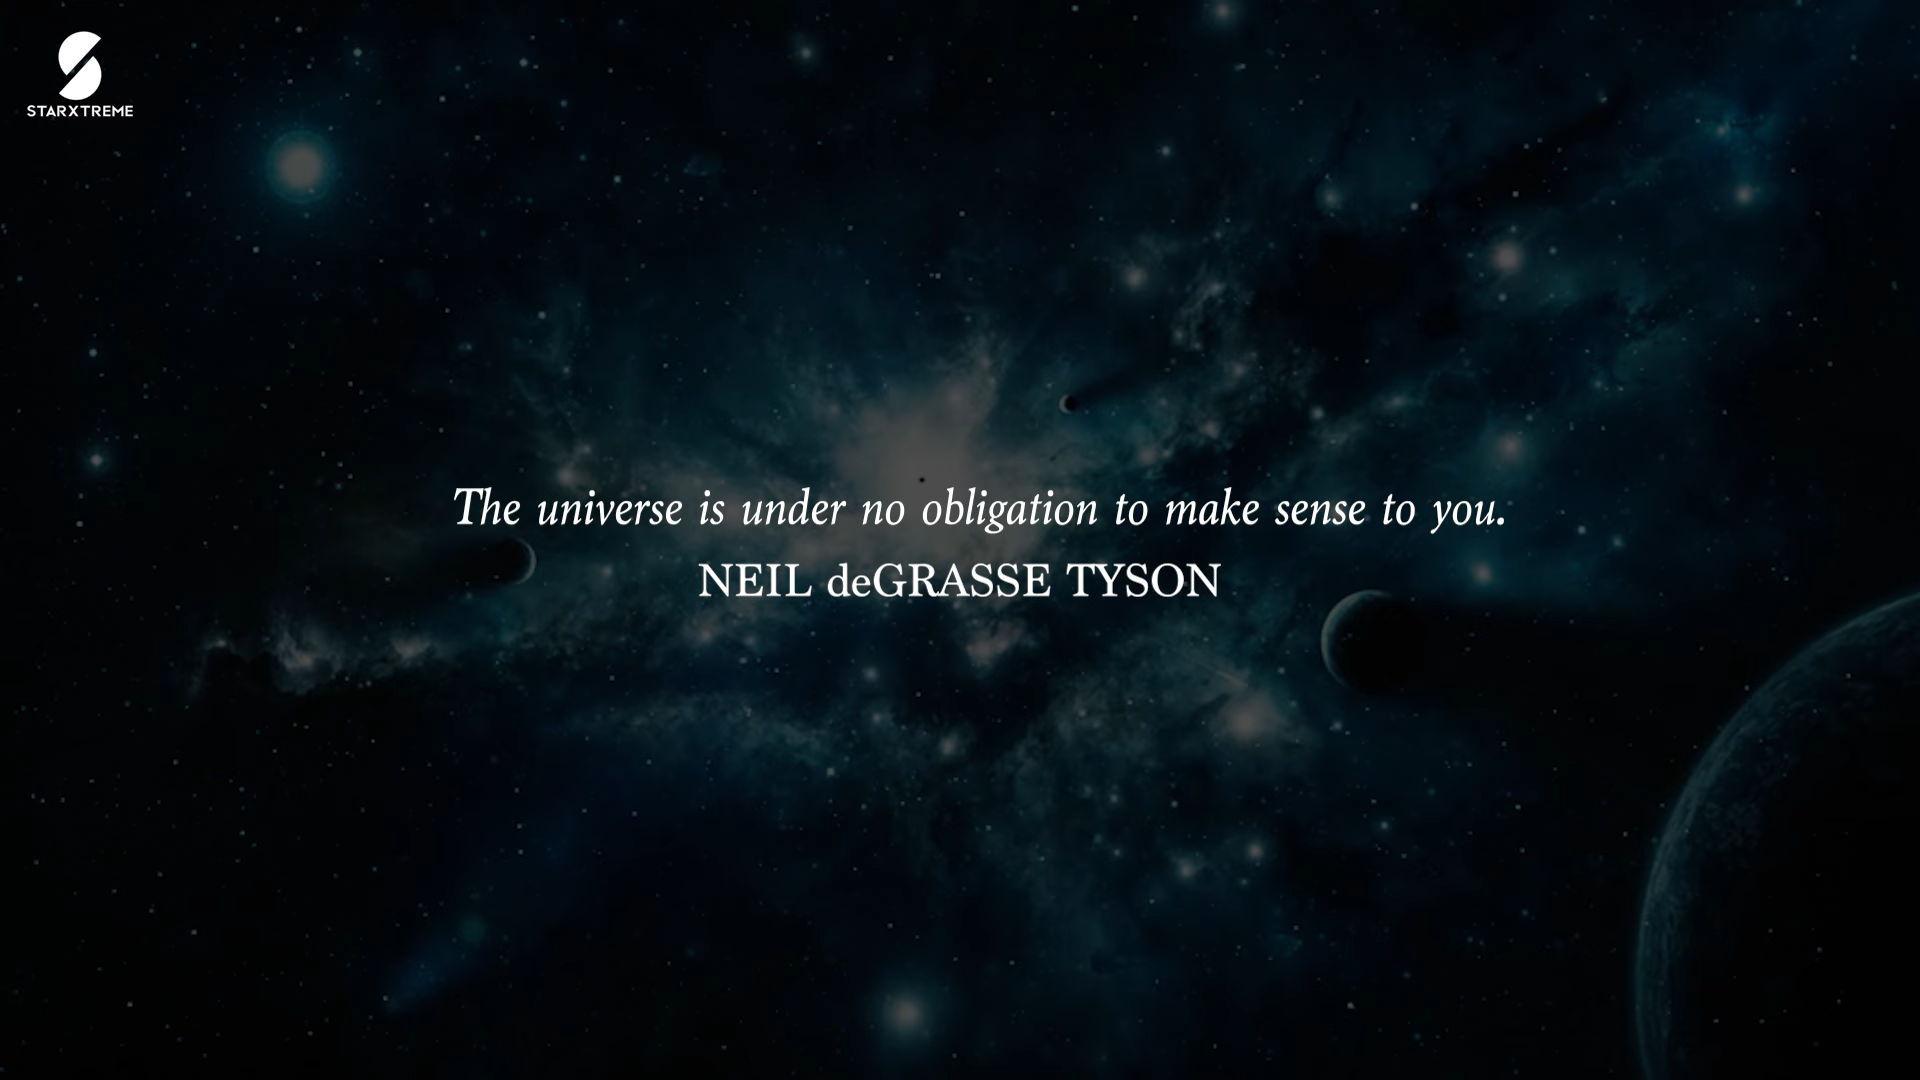 STARXTREME
The universe is under no obligation to make sense to you.
NEIL deGRASSE TYSON